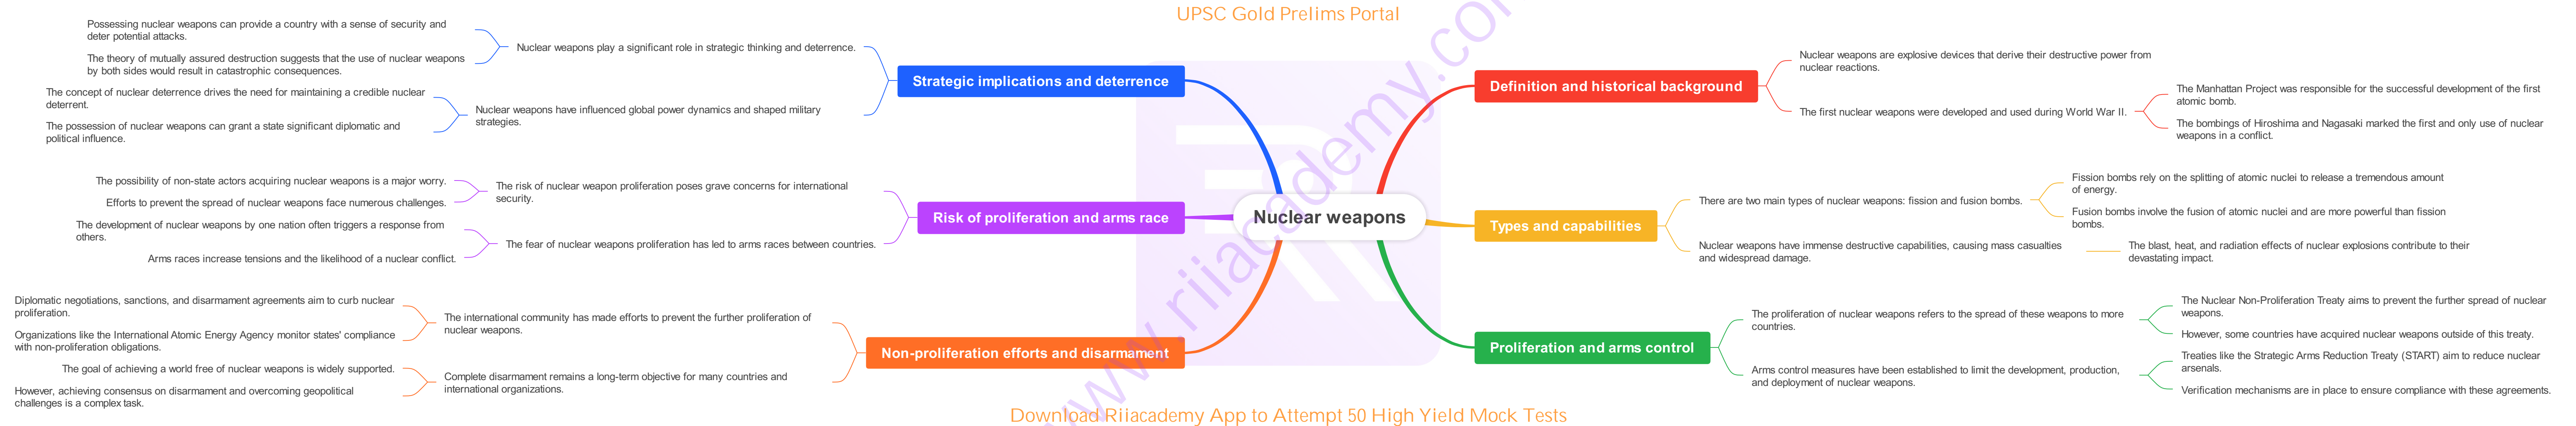 UPSC Gold Prelims Portal
Nuclear weapons
Definition and historical background
Nuclear weapons are explosive devices that derive their destructive power from
nuclear reactions.
The first nuclear weapons were developed and used during World War II.
The Manhattan Project was responsible for the successful development of the first
atomic bomb.
The bombings of Hiroshima and Nagasaki marked the first and only use of nuclear
weapons in a conflict.
Types and capabilities
There are two main types of nuclear weapons: fission and fusion bombs.
Fission bombs rely on the splitting of atomic nuclei to release a tremendous amount
of energy.
Fusion bombs involve the fusion of atomic nuclei and are more powerful than fission
bombs.
Nuclear weapons have immense destructive capabilities, causing mass casualties
and widespread damage.
The blast, heat, and radiation effects of nuclear explosions contribute to their
devastating impact.
Proliferation and arms control
The proliferation of nuclear weapons refers to the spread of these weapons to more
countries.
The Nuclear Non-Proliferation Treaty aims to prevent the further spread of nuclear
weapons.
However, some countries have acquired nuclear weapons outside of this treaty.
Arms control measures have been established to limit the development, production,
and deployment of nuclear weapons.
Treaties like the Strategic Arms Reduction Treaty (START) aim to reduce nuclear
arsenals.
Verification mechanisms are in place to ensure compliance with these agreements.
Strategic implications and deterrence
Nuclear weapons play a significant role in strategic thinking and deterrence.
Possessing nuclear weapons can provide a country with a sense of security and
deter potential attacks.
The theory of mutually assured destruction suggests that the use of nuclear weapons
by both sides would result in catastrophic consequences.
Nuclear weapons have influenced global power dynamics and shaped military
strategies.
The concept of nuclear deterrence drives the need for maintaining a credible nuclear
deterrent.
The possession of nuclear weapons can grant a state significant diplomatic and
political influence.
Risk of proliferation and arms race
The risk of nuclear weapon proliferation poses grave concerns for international
security.
The possibility of non-state actors acquiring nuclear weapons is a major worry.
Efforts to prevent the spread of nuclear weapons face numerous challenges.
The fear of nuclear weapons proliferation has led to arms races between countries.
The development of nuclear weapons by one nation often triggers a response from
others.
Arms races increase tensions and the likelihood of a nuclear conflict.
Non-proliferation efforts and disarmament
The international community has made efforts to prevent the further proliferation of
nuclear weapons.
Diplomatic negotiations, sanctions, and disarmament agreements aim to curb nuclear
proliferation.
Organizations like the International Atomic Energy Agency monitor states' compliance
with non-proliferation obligations.
Complete disarmament remains a long-term objective for many countries and
international organizations.
The goal of achieving a world free of nuclear weapons is widely supported.
However, achieving consensus on disarmament and overcoming geopolitical
challenges is a complex task.
www.riiacademy.com
Download Riiacademy App to Attempt 50 High Yield Mock Tests